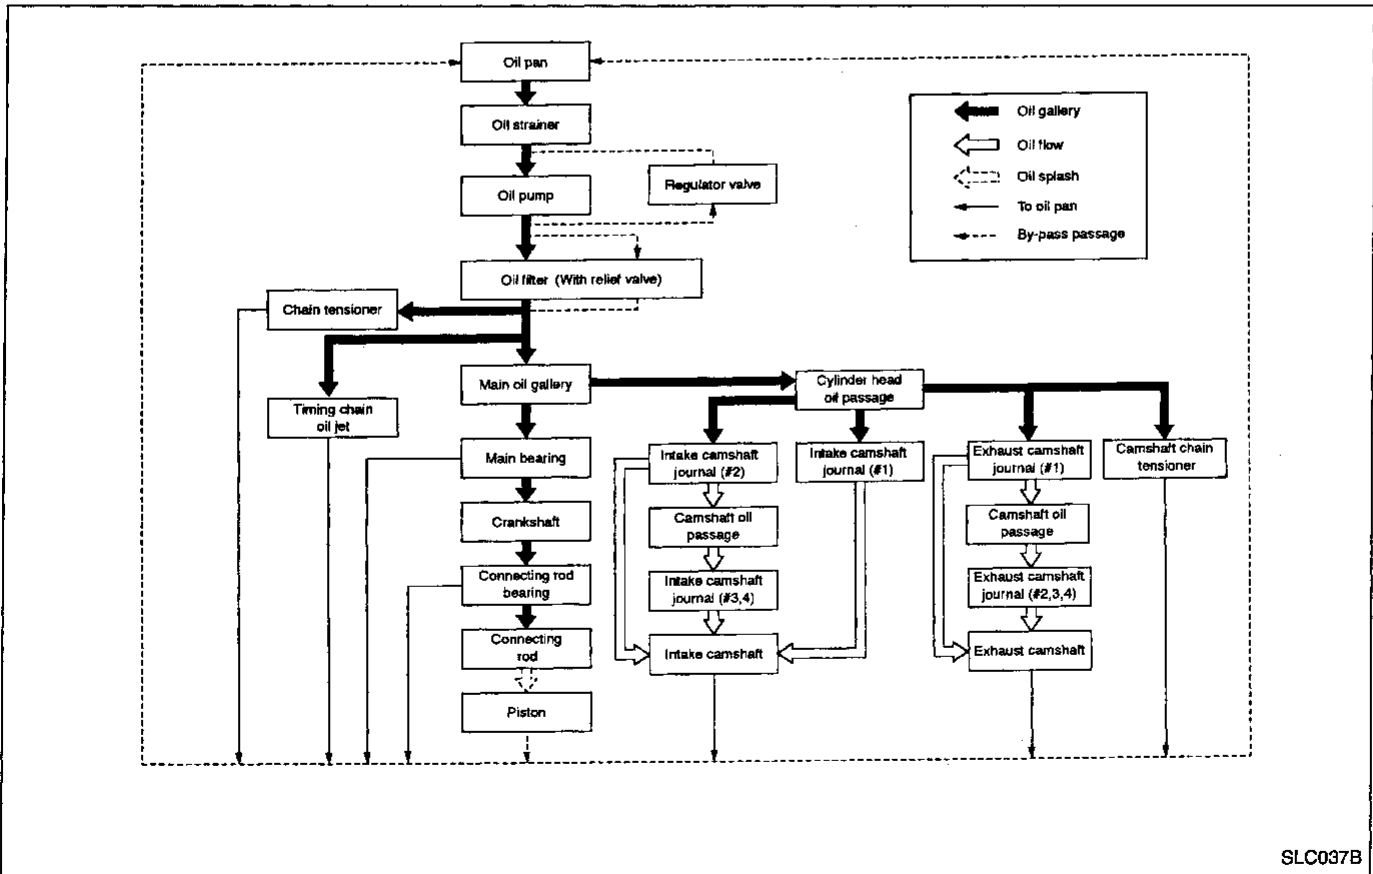 Oil pan
Oil strainer
Oil pump
Regulator valve
Oil filter (With relief valve)
Oil gallery
Oil flow
Oil splash
To oil pan
By-pass passage
Chain tensioner
Timing chain
oil jet
Main oil gallery
Main bearing
Crankshaft
Connecting rod
bearing
Connecting
rod
Piston
Cylinder head
oil passage
Intake camshaft
journal (#2)
Camshaft oil
passage
Intake camshaft
journal (#3,4)
Intake camshaft
Intake camshaft
journal (#1)
Exhaust camshaft
journal (#1)
Camshaft oil
passage
Exhaust camshaft
journal (#2,3,4)
Exhaust camshaft
Camshaft chain
tensioner
SLC037B